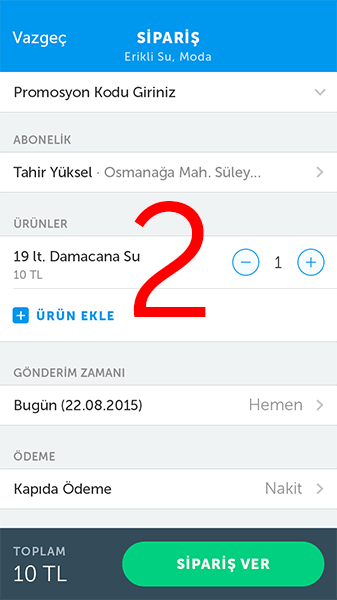 Vazgeç
SİPARİŞ
Erikli Su, Moda
Promosyon Kodu Giriniz
ABONELİK
Tahir Yüksel · Osmanağa Mah. Süley...
ÜRÜNLER
2
19 lt. Damacana Su
10 TL
1
ÜRÜN EKLE
GÖNDERİM ZAMANI
Bugün (22.08.2015) Hemen
ÖDEME
Kapıda Ödeme Nakit
TOPLAM
10 TL
SİPARİŞ VER